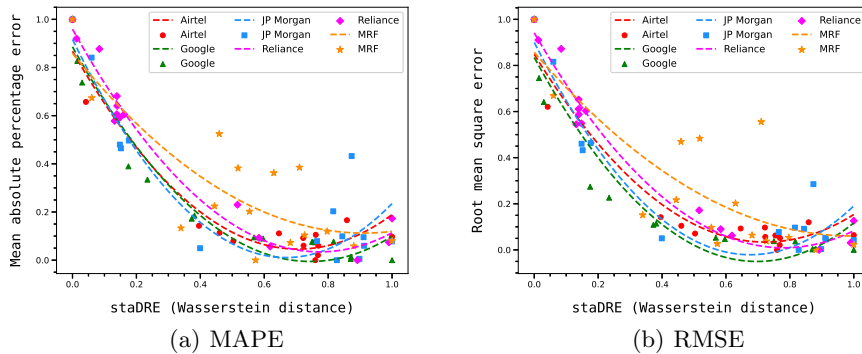 Airtel
Airtel
Google
Google
JP Morgan
JP Morgan
Reliance
Reliance
MRF
MRF
Mean absolute percentage error
1.0
0.8
0.6
0.4
0.2
0.0
0.0 0.2 0.4 0.6 0.8 1.0
staDRE (Wasserstein distance)
(a) MAPE
Airtel
Airtel
Google
Google
JP Morgan
JP Morgan
Reliance
Reliance
MRF
MRF
Root mean square error
1.0
0.8
0.6
0.4
0.2
0.0
0.0 0.2 0.4 0.6 0.8 1.0
staDRE (Wasserstein distance)
(b) RMSE